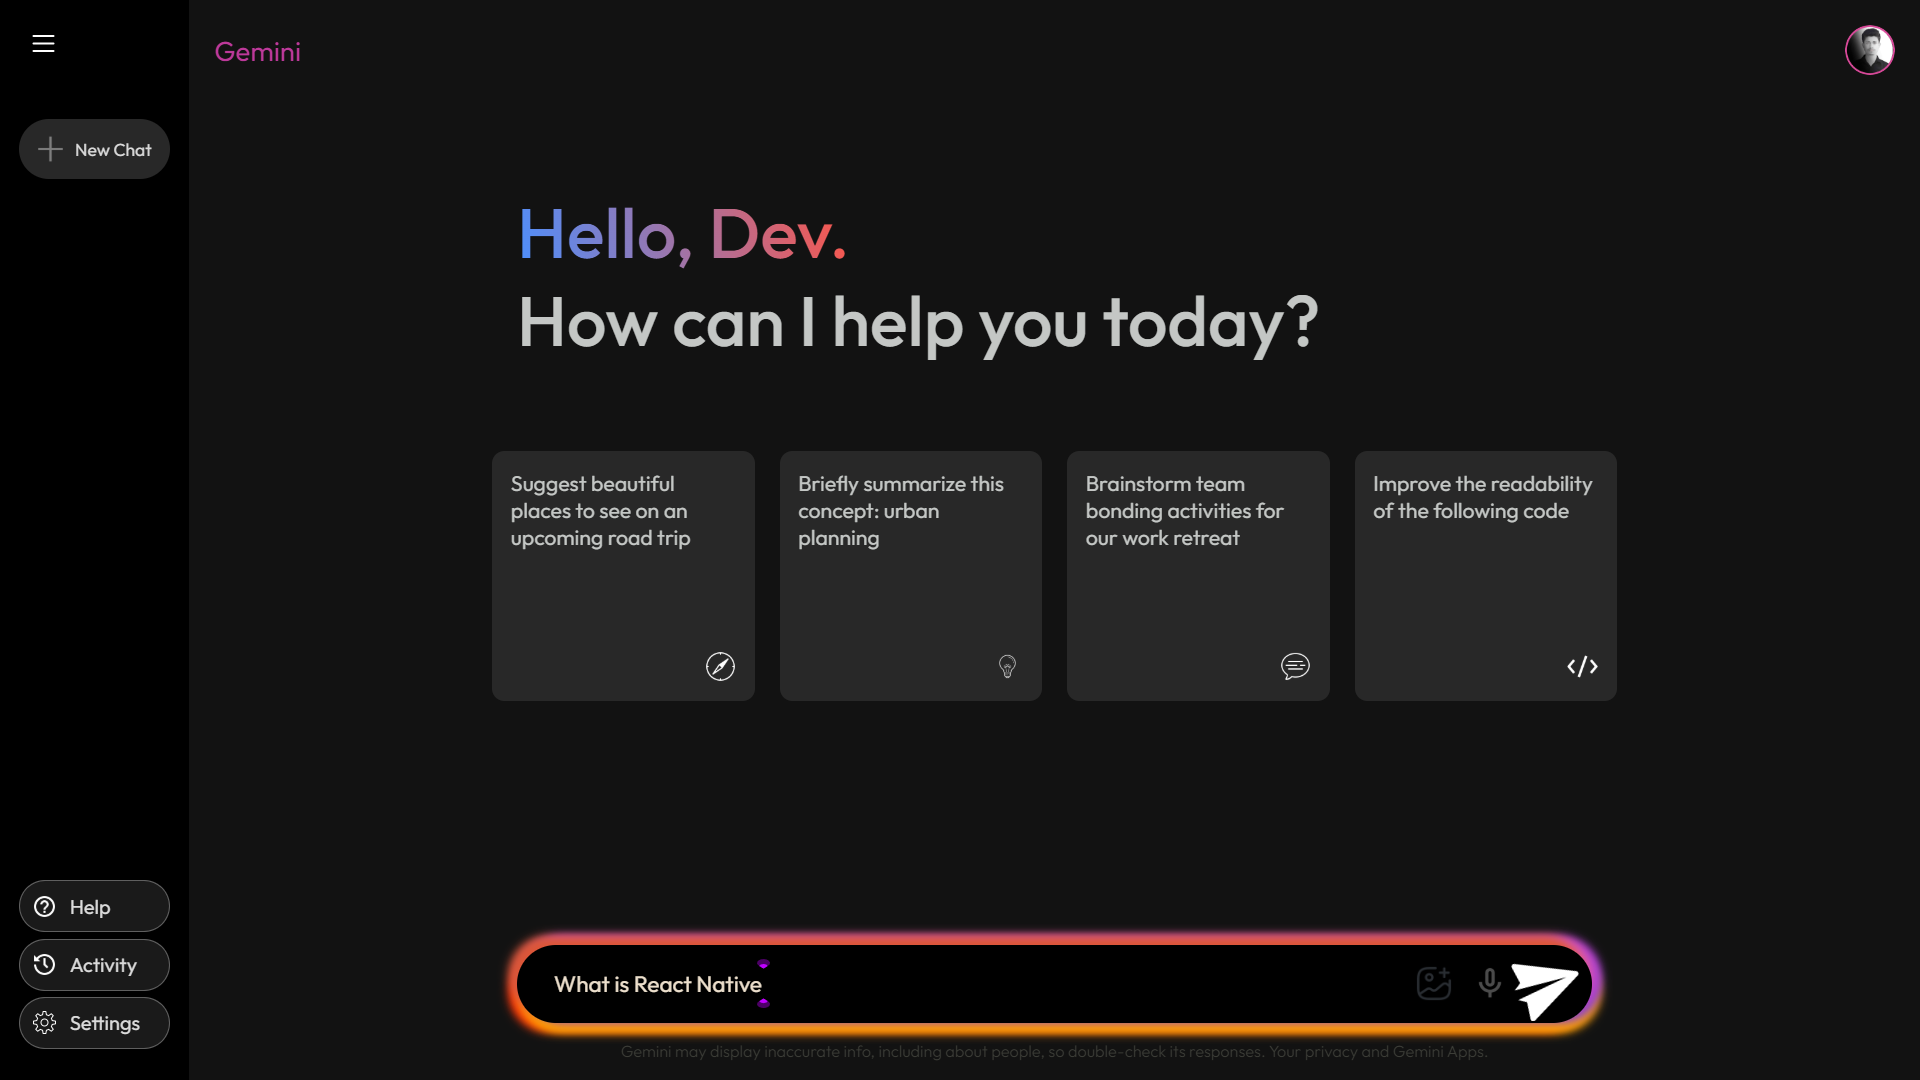 Gemini
New Chat
Hello, Dev.
How can I help you today?
Suggest beautiful
places to see on an
upcoming road trip
Briefly summarize this
concept: urban
planning
Brainstorm team
bonding activities for
our work retreat
Improve the readability
of the following code
Help
Activity
Settings
What is React Native
Gemini may display inaccurate info, including about people, so double-check its responses. Your privacy and Gemini Apps.